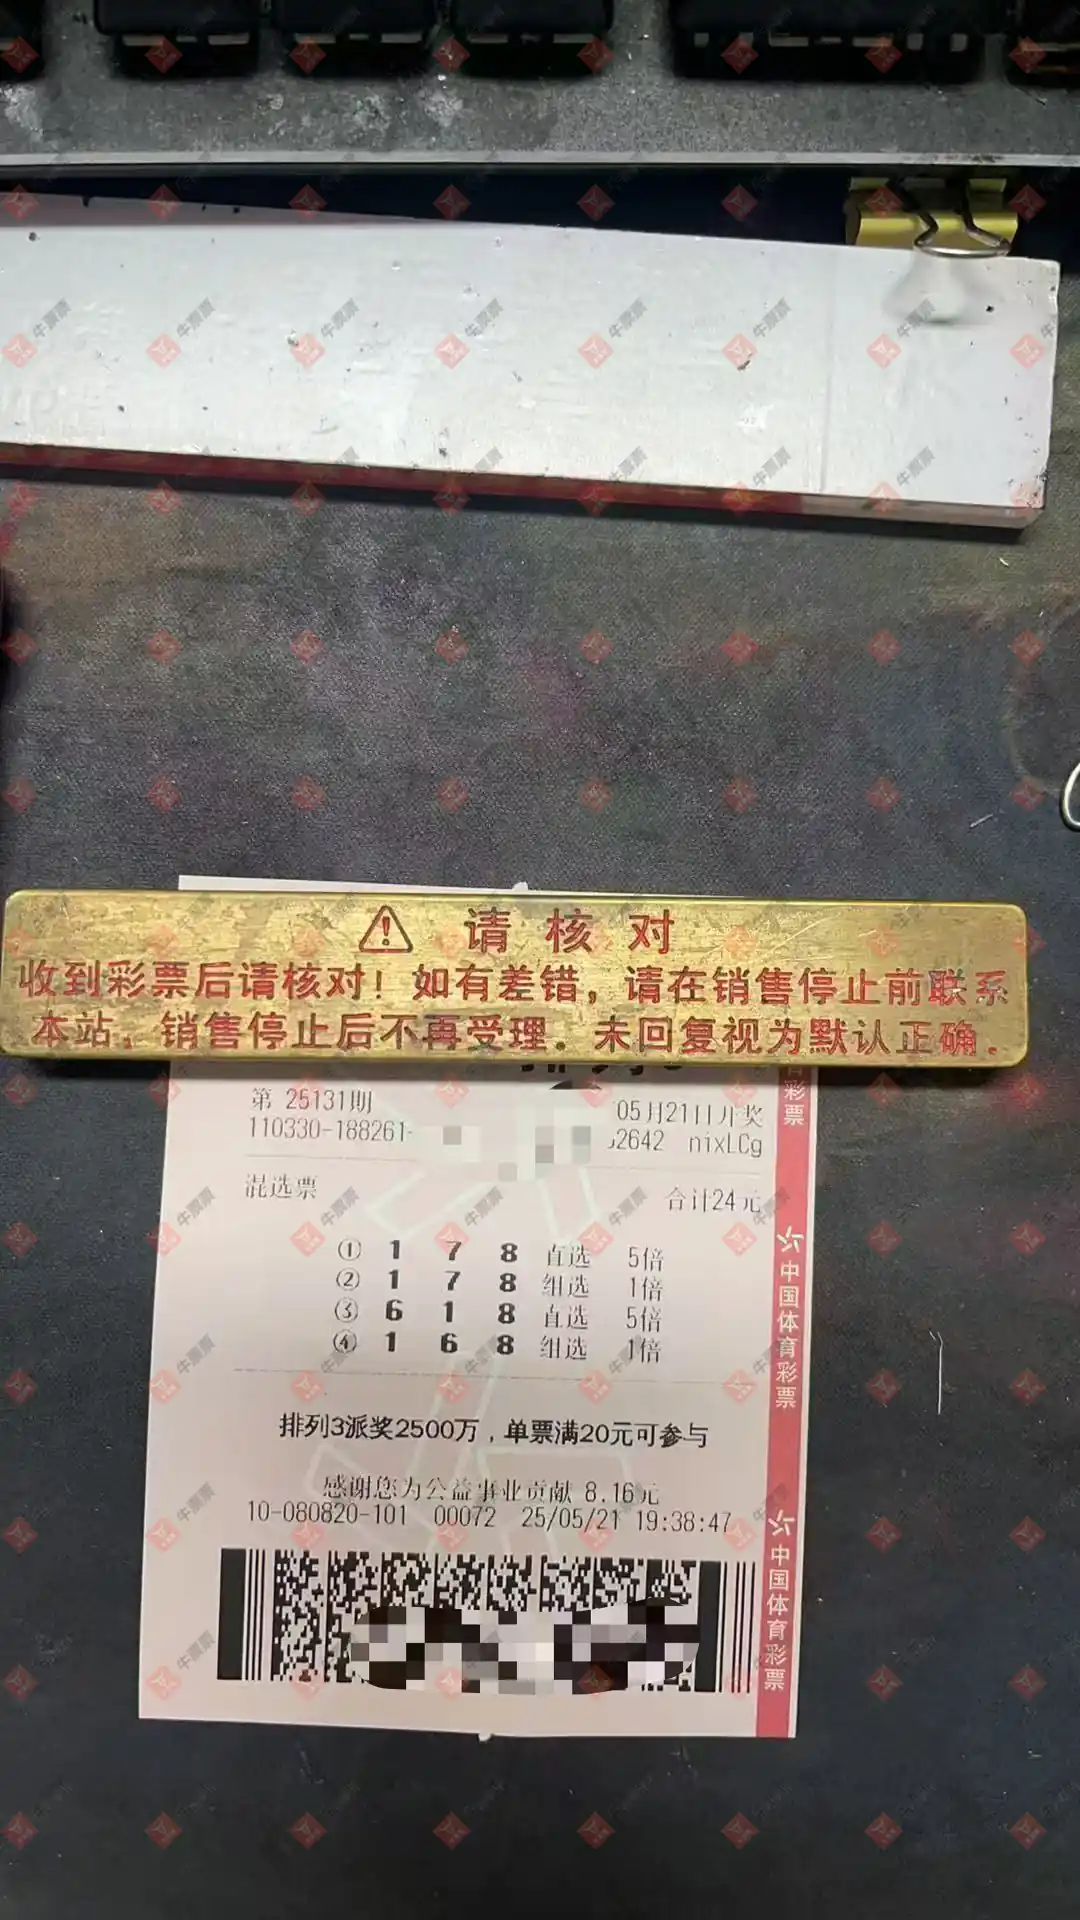 请核对
收到彩票后请核对!如有差错,请在销售停止前联系
本站。销售停止后不再受理。未回复视为默认正确。
第 25131期 05月21日开奖
110330-188261- 2642 nixLCg
混选票 合计24元
① 1 7 8 直选 5倍
② 1 7 8 组选 1倍
③ 6 1 8 直选 5倍
④ 1 6 8 组选 1倍
排列3派奖2500万,单票满20元可参与
感谢您为公益事业贡献 8.16元
10-080820-101 00072 25/05/21 19:38:47
彩票
中国体育彩票
中国体育彩票
牛票票